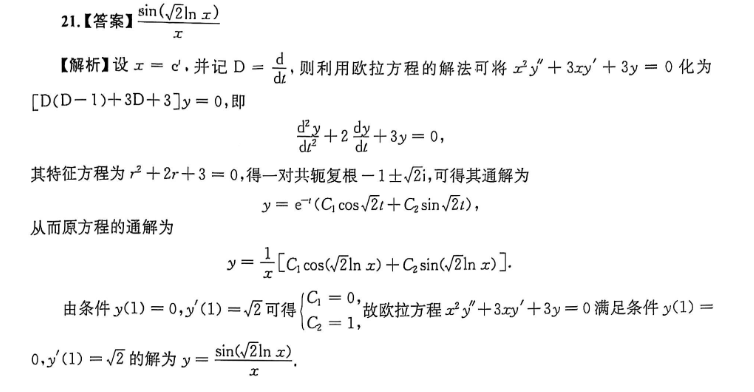 21.【答案】$\frac{\sin(\sqrt{2}\ln x)}{x}$
【解析】设 $x=e^t$,并记 $D=\frac{d}{dt}$,则利用欧拉方程的解法可将 $x^2y''+3xy'+3y=0$ 化为
$[D(D-1)+3D+3]y=0$,即
$\frac{d^2y}{dt^2}+2\frac{dy}{dt}+3y=0,$
其特征方程为 $r^2+2r+3=0$,得一对共轭复根 $-1\pm\sqrt{2}i$,可得其通解为
$y=e^{-t}(C_1\cos\sqrt{2}t+C_2\sin\sqrt{2}t),$
从而原方程的通解为
$y=\frac{1}{x}[C_1\cos(\sqrt{2}\ln x)+C_2\sin(\sqrt{2}\ln x)].$
由条件 $y(1)=0,y'(1)=\sqrt{2}$ 可得 $\begin{cases}C_1=0,\\C_2=1,\end{cases}$ 故欧拉方程 $x^2y''+3xy'+3y=0$ 满足条件 $y(1)=$
$0,y'(1)=\sqrt{2}$ 的解为 $y=\frac{\sin(\sqrt{2}\ln x)}{x}.$